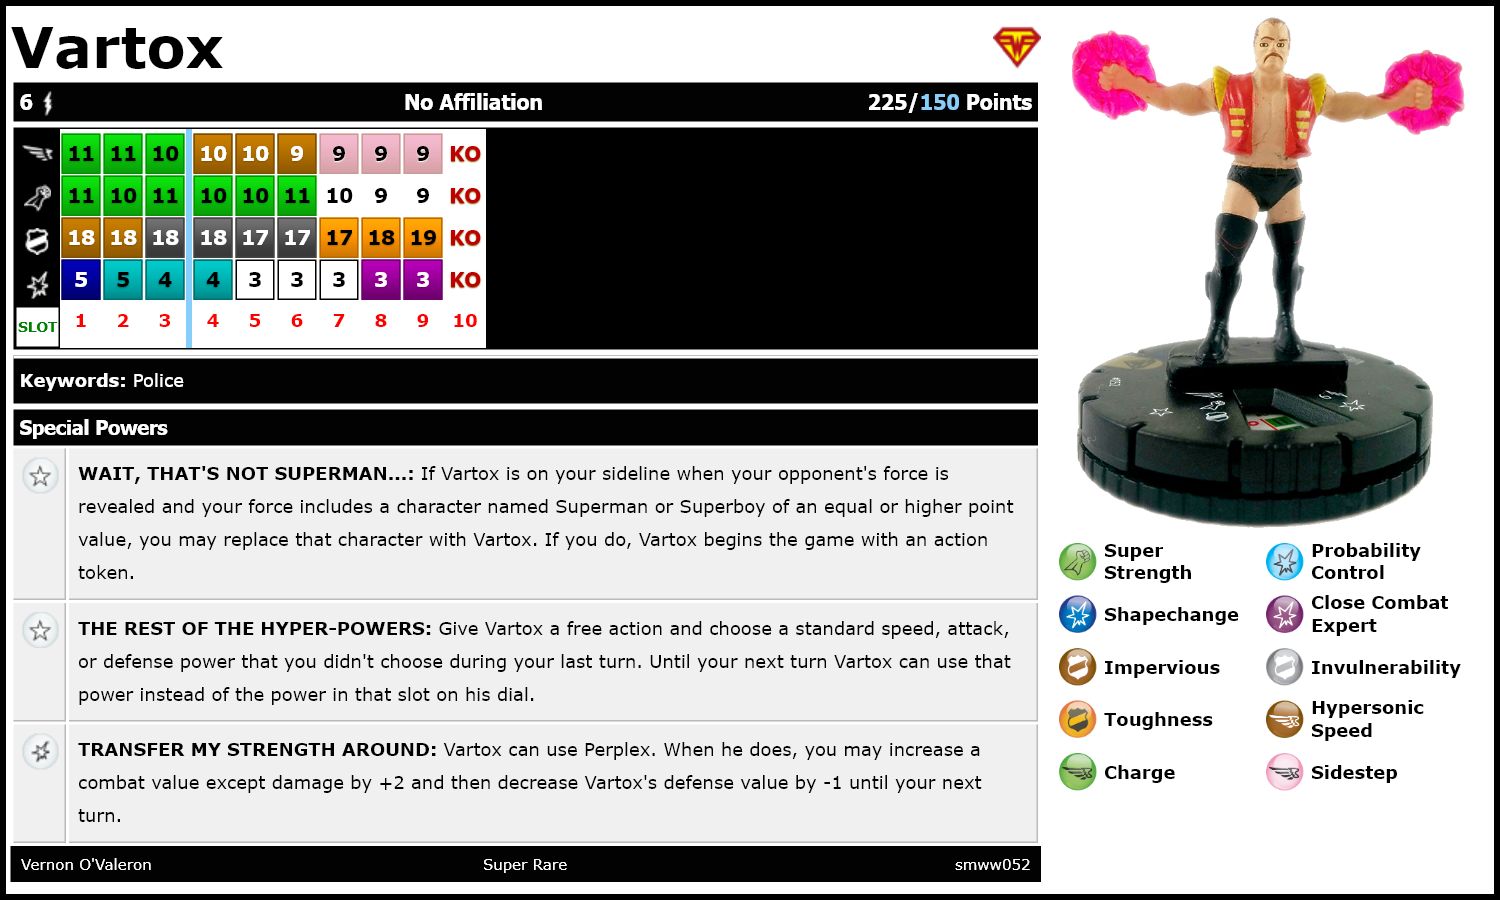 Vartox
6 No Affiliation 225/150 Points
11 11 10 10 10 9 9 9 9 KO
11 10 11 10 10 11 10 9 9 KO
18 18 18 18 17 17 17 18 19 KO
5 5 4 4 3 3 3 3 3 KO
SLOT 1 2 3 4 5 6 7 8 9 10
Keywords: Police
Special Powers
WAIT, THAT'S NOT SUPERMAN...: If Vartox is on your sideline when your opponent's force is
revealed and your force includes a character named Superman or Superboy of an equal or higher point
value, you may replace that character with Vartox. If you do, Vartox begins the game with an action
token.
THE REST OF THE HYPER-POWERS: Give Vartox a free action and choose a standard speed, attack,
or defense power that you didn't choose during your last turn. Until your next turn Vartox can use that
power instead of the power in that slot on his dial.
TRANSFER MY STRENGTH AROUND: Vartox can use Perplex. When he does, you may increase a
combat value except damage by +2 and then decrease Vartox's defense value by -1 until your next
turn.
Vernon O'Valeron Super Rare smww052
Super
Strength
Probability
Control
Shapechange
Close Combat
Expert
Impervious
Invulnerability
Toughness
Hypersonic
Speed
Charge
Sidestep